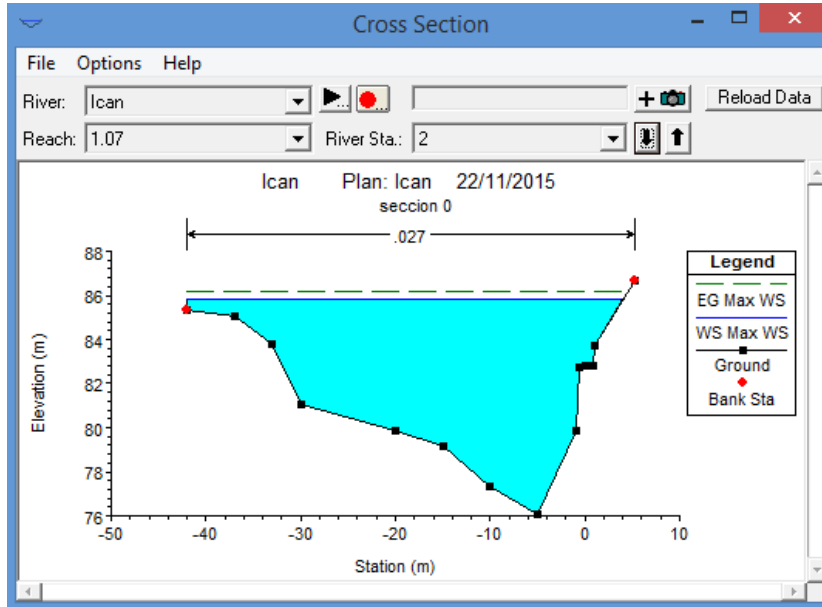 Cross Section
File Options Help
River: Ican Reload Data
Reach: 1.07 River Sta.: 2
Ican Plan: Ican 22/11/2015
seccion 0
.027
88
86
84
82
80
78
76
-50 -40 -30 -20 -10 0 10
Elevation (m)
Station (m)
Legend
EG Max WS
WS Max WS
Ground
Bank Sta